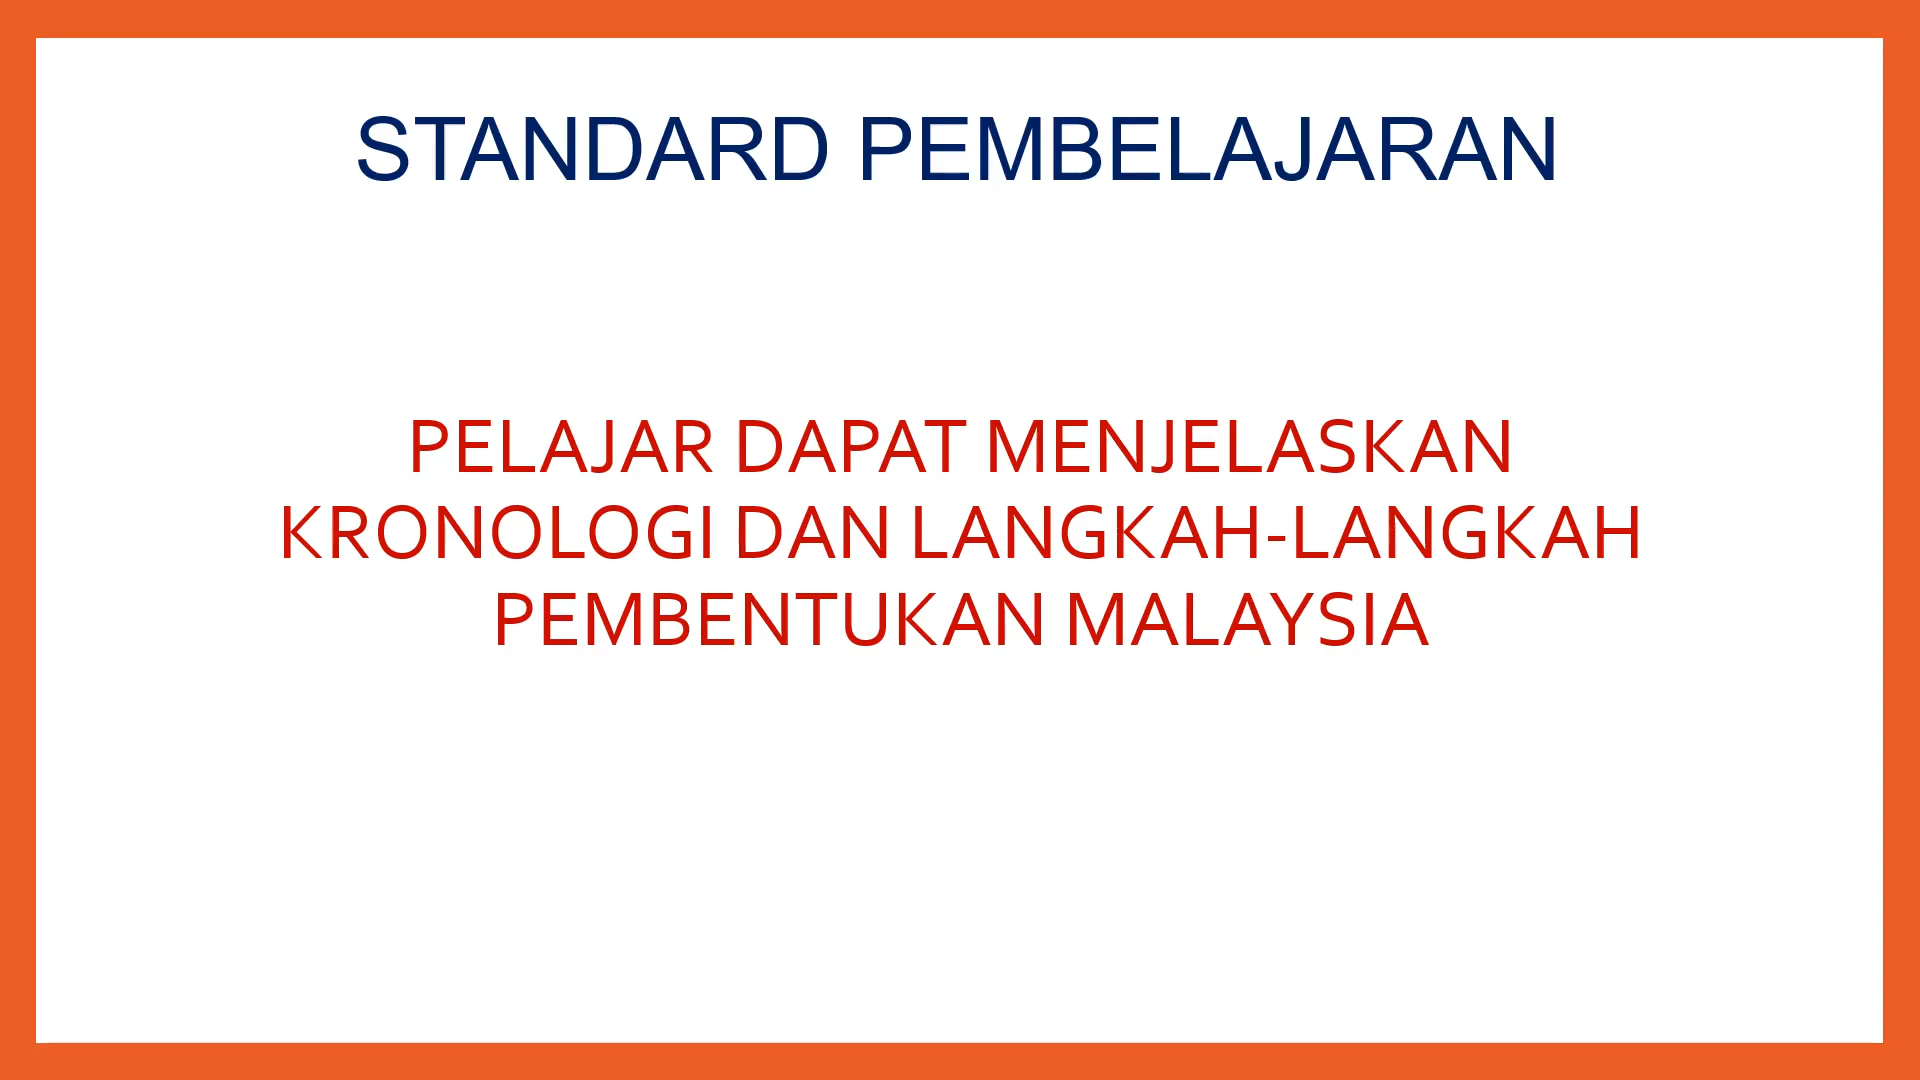 STANDARD PEMBELAJARAN
PELAJAR DAPAT MENJELASKAN
KRONOLOGI DAN LANGKAH-LANGKAH
PEMBENTUKAN MALAYSIA